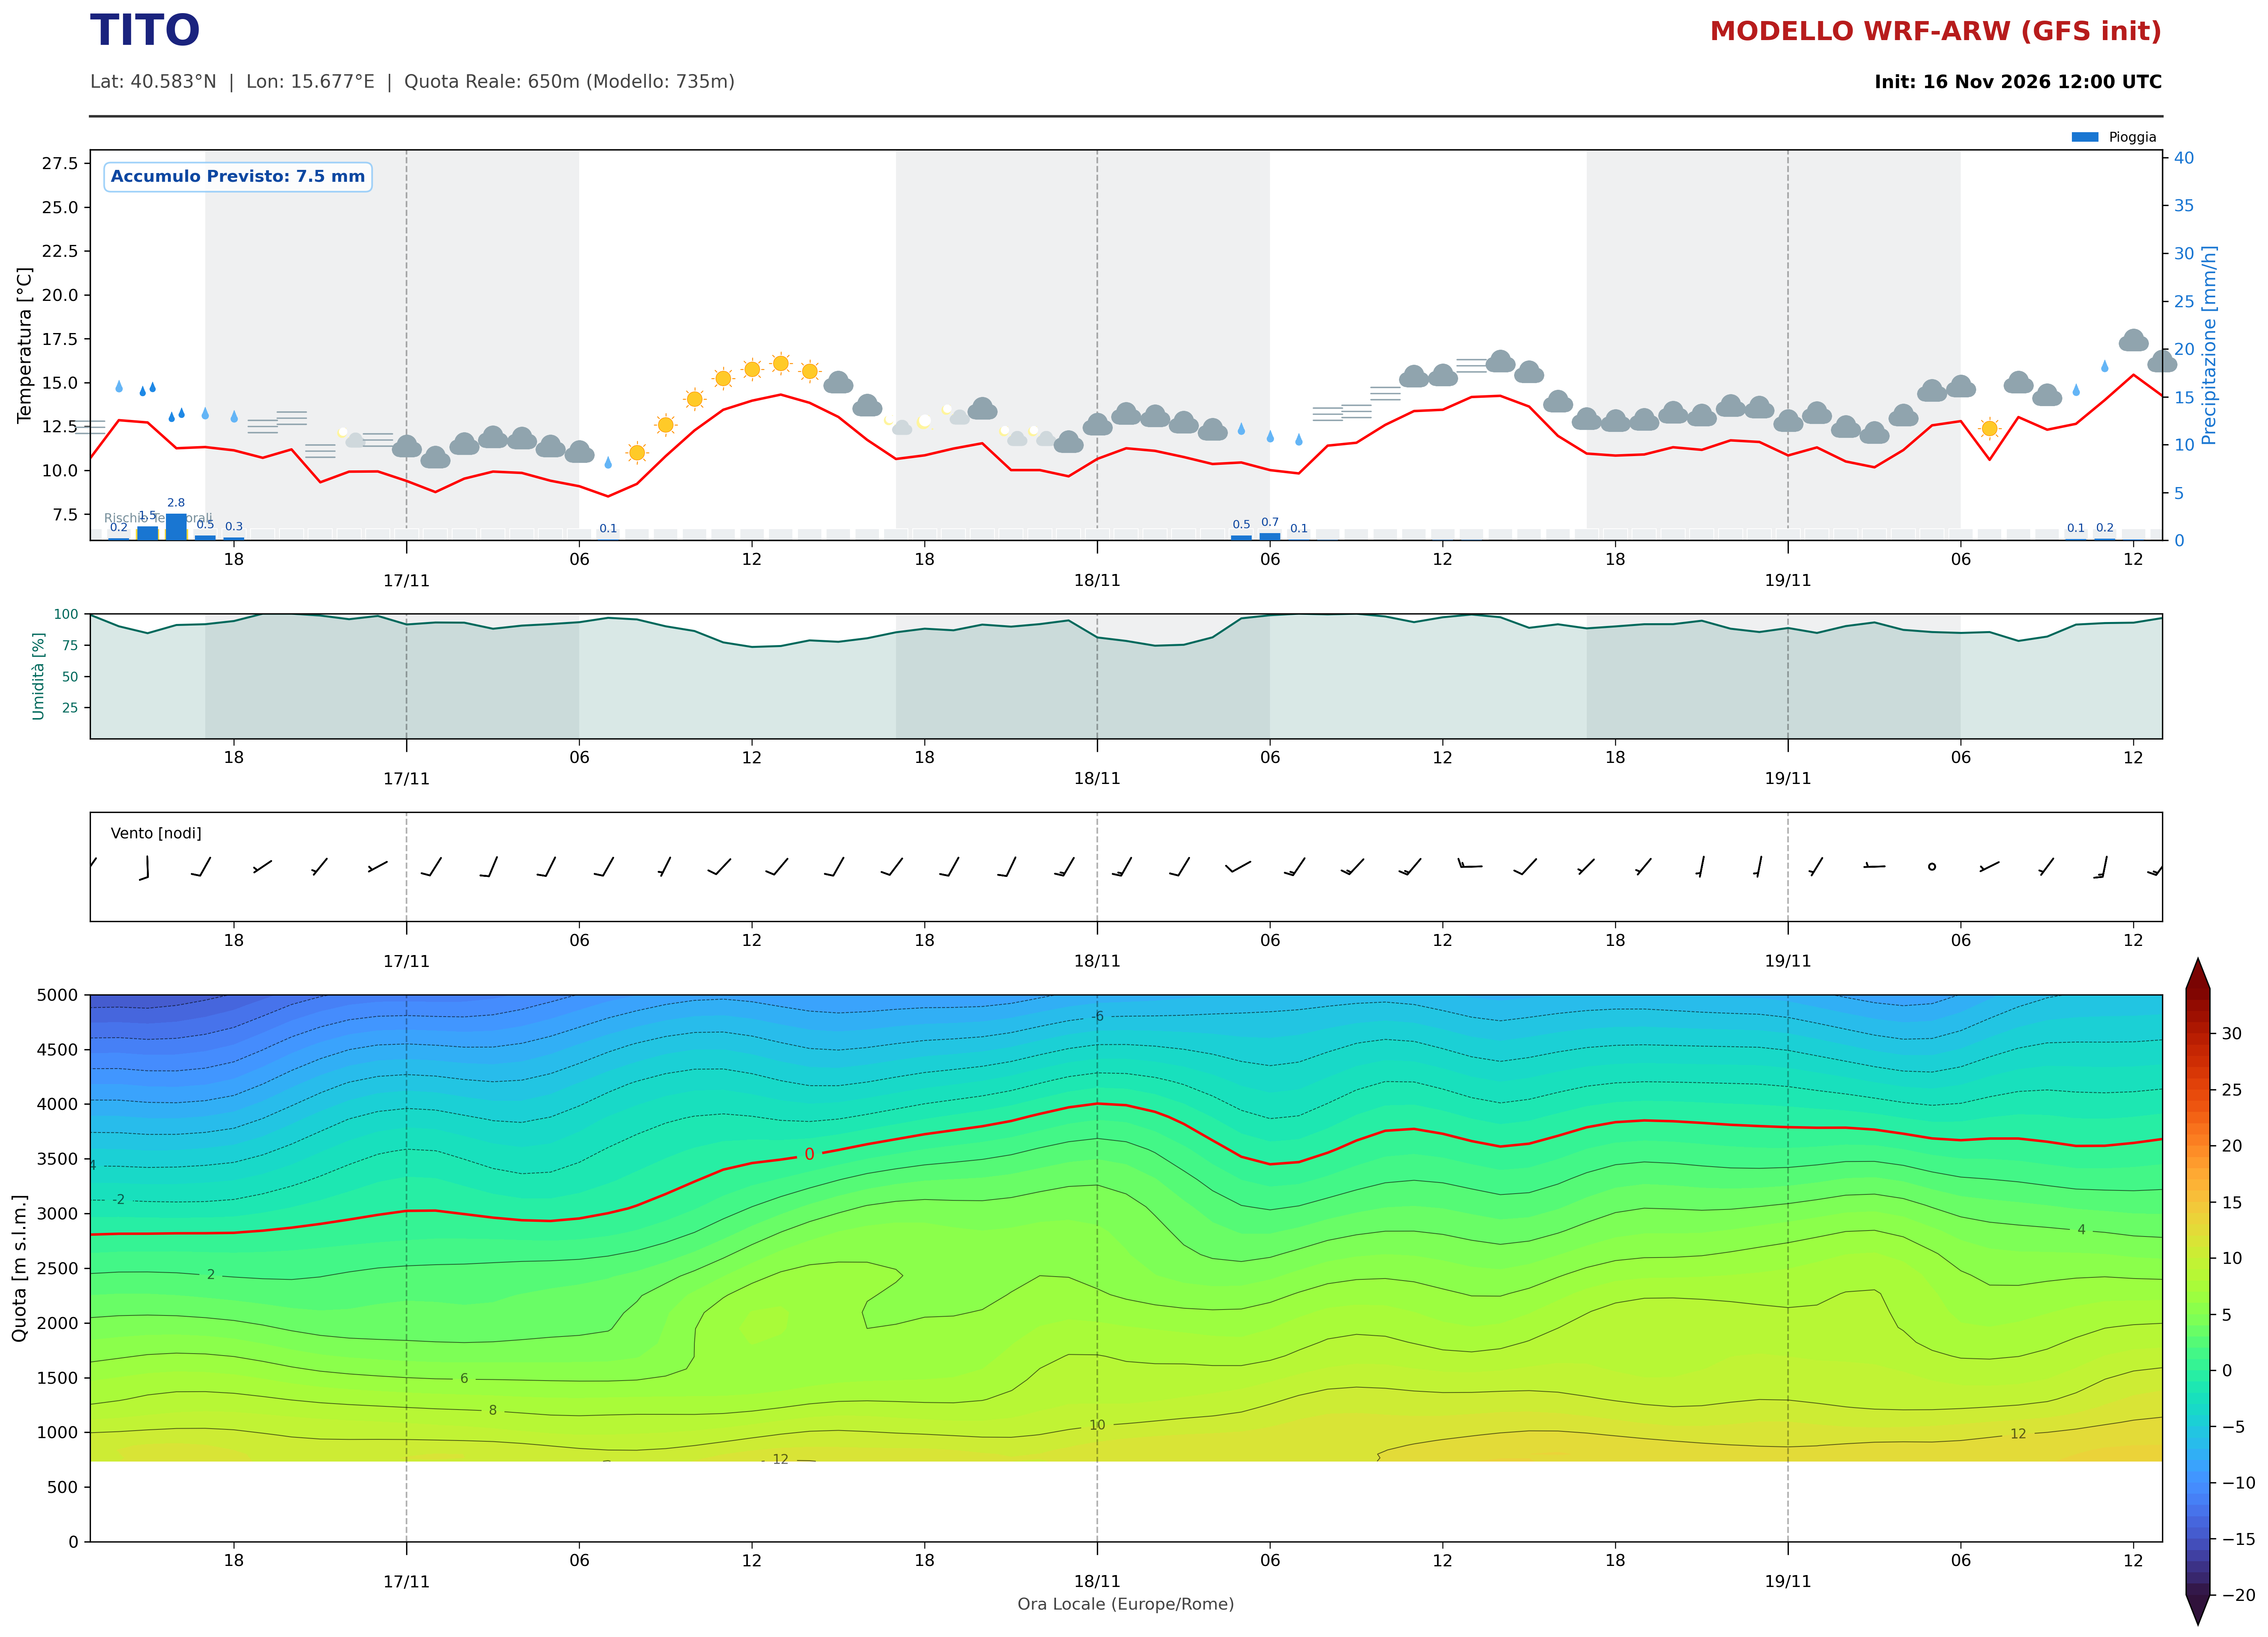 TITO
MODELLO WRF-ARW (GFS init)
Lat: 40.583°N | Lon: 15.677°E | Quota Reale: 650m (Modello: 735m)
Init: 16 Nov 2026 12:00 UTC
Pioggia
Accumulo Previsto: 7.5 mm
Temperatura [°C]
27.5
25.0
22.5
20.0
17.5
15.0
12.5
10.0
7.5
Precipitazione [mm/h]
40
35
30
25
20
15
10
5
0
Rischio Temporali
0.2 1.5 2.8 0.5 0.3 0.1 0.5 0.7 0.1 0.1 0.2
18 06 12 18 06 12 18 06 12
17/11 18/11 19/11
Umidità [%]
100
75
50
25
18 06 12 18 06 12 18 06 12
17/11 18/11 19/11
Vento [nodi]
18 06 12 18 06 12 18 06 12
17/11 18/11 19/11
Quota [m s.l.m.]
5000
4500
4000
3500
3000
2500
2000
1500
1000
500
0
-6
0
4
-2
4
2
6
8
10
12
12
18 06 12 18 06 12 18 06 12
17/11 18/11 19/11
Ora Locale (Europe/Rome)
30
25
20
15
10
5
0
−5
−10
−15
−20